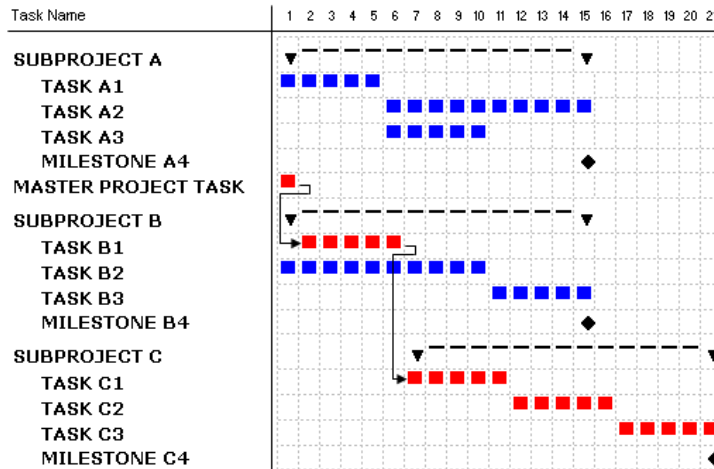 Task Name 1 2 3 4 5 6 7 8 9 10 11 12 13 14 15 16 17 18 19 20
SUBPROJECT A
TASK A1
TASK A2
TASK A3
MILESTONE A4
MASTER PROJECT TASK
SUBPROJECT B
TASK B1
TASK B2
TASK B3
MILESTONE B4
SUBPROJECT C
TASK C1
TASK C2
TASK C3
MILESTONE C4